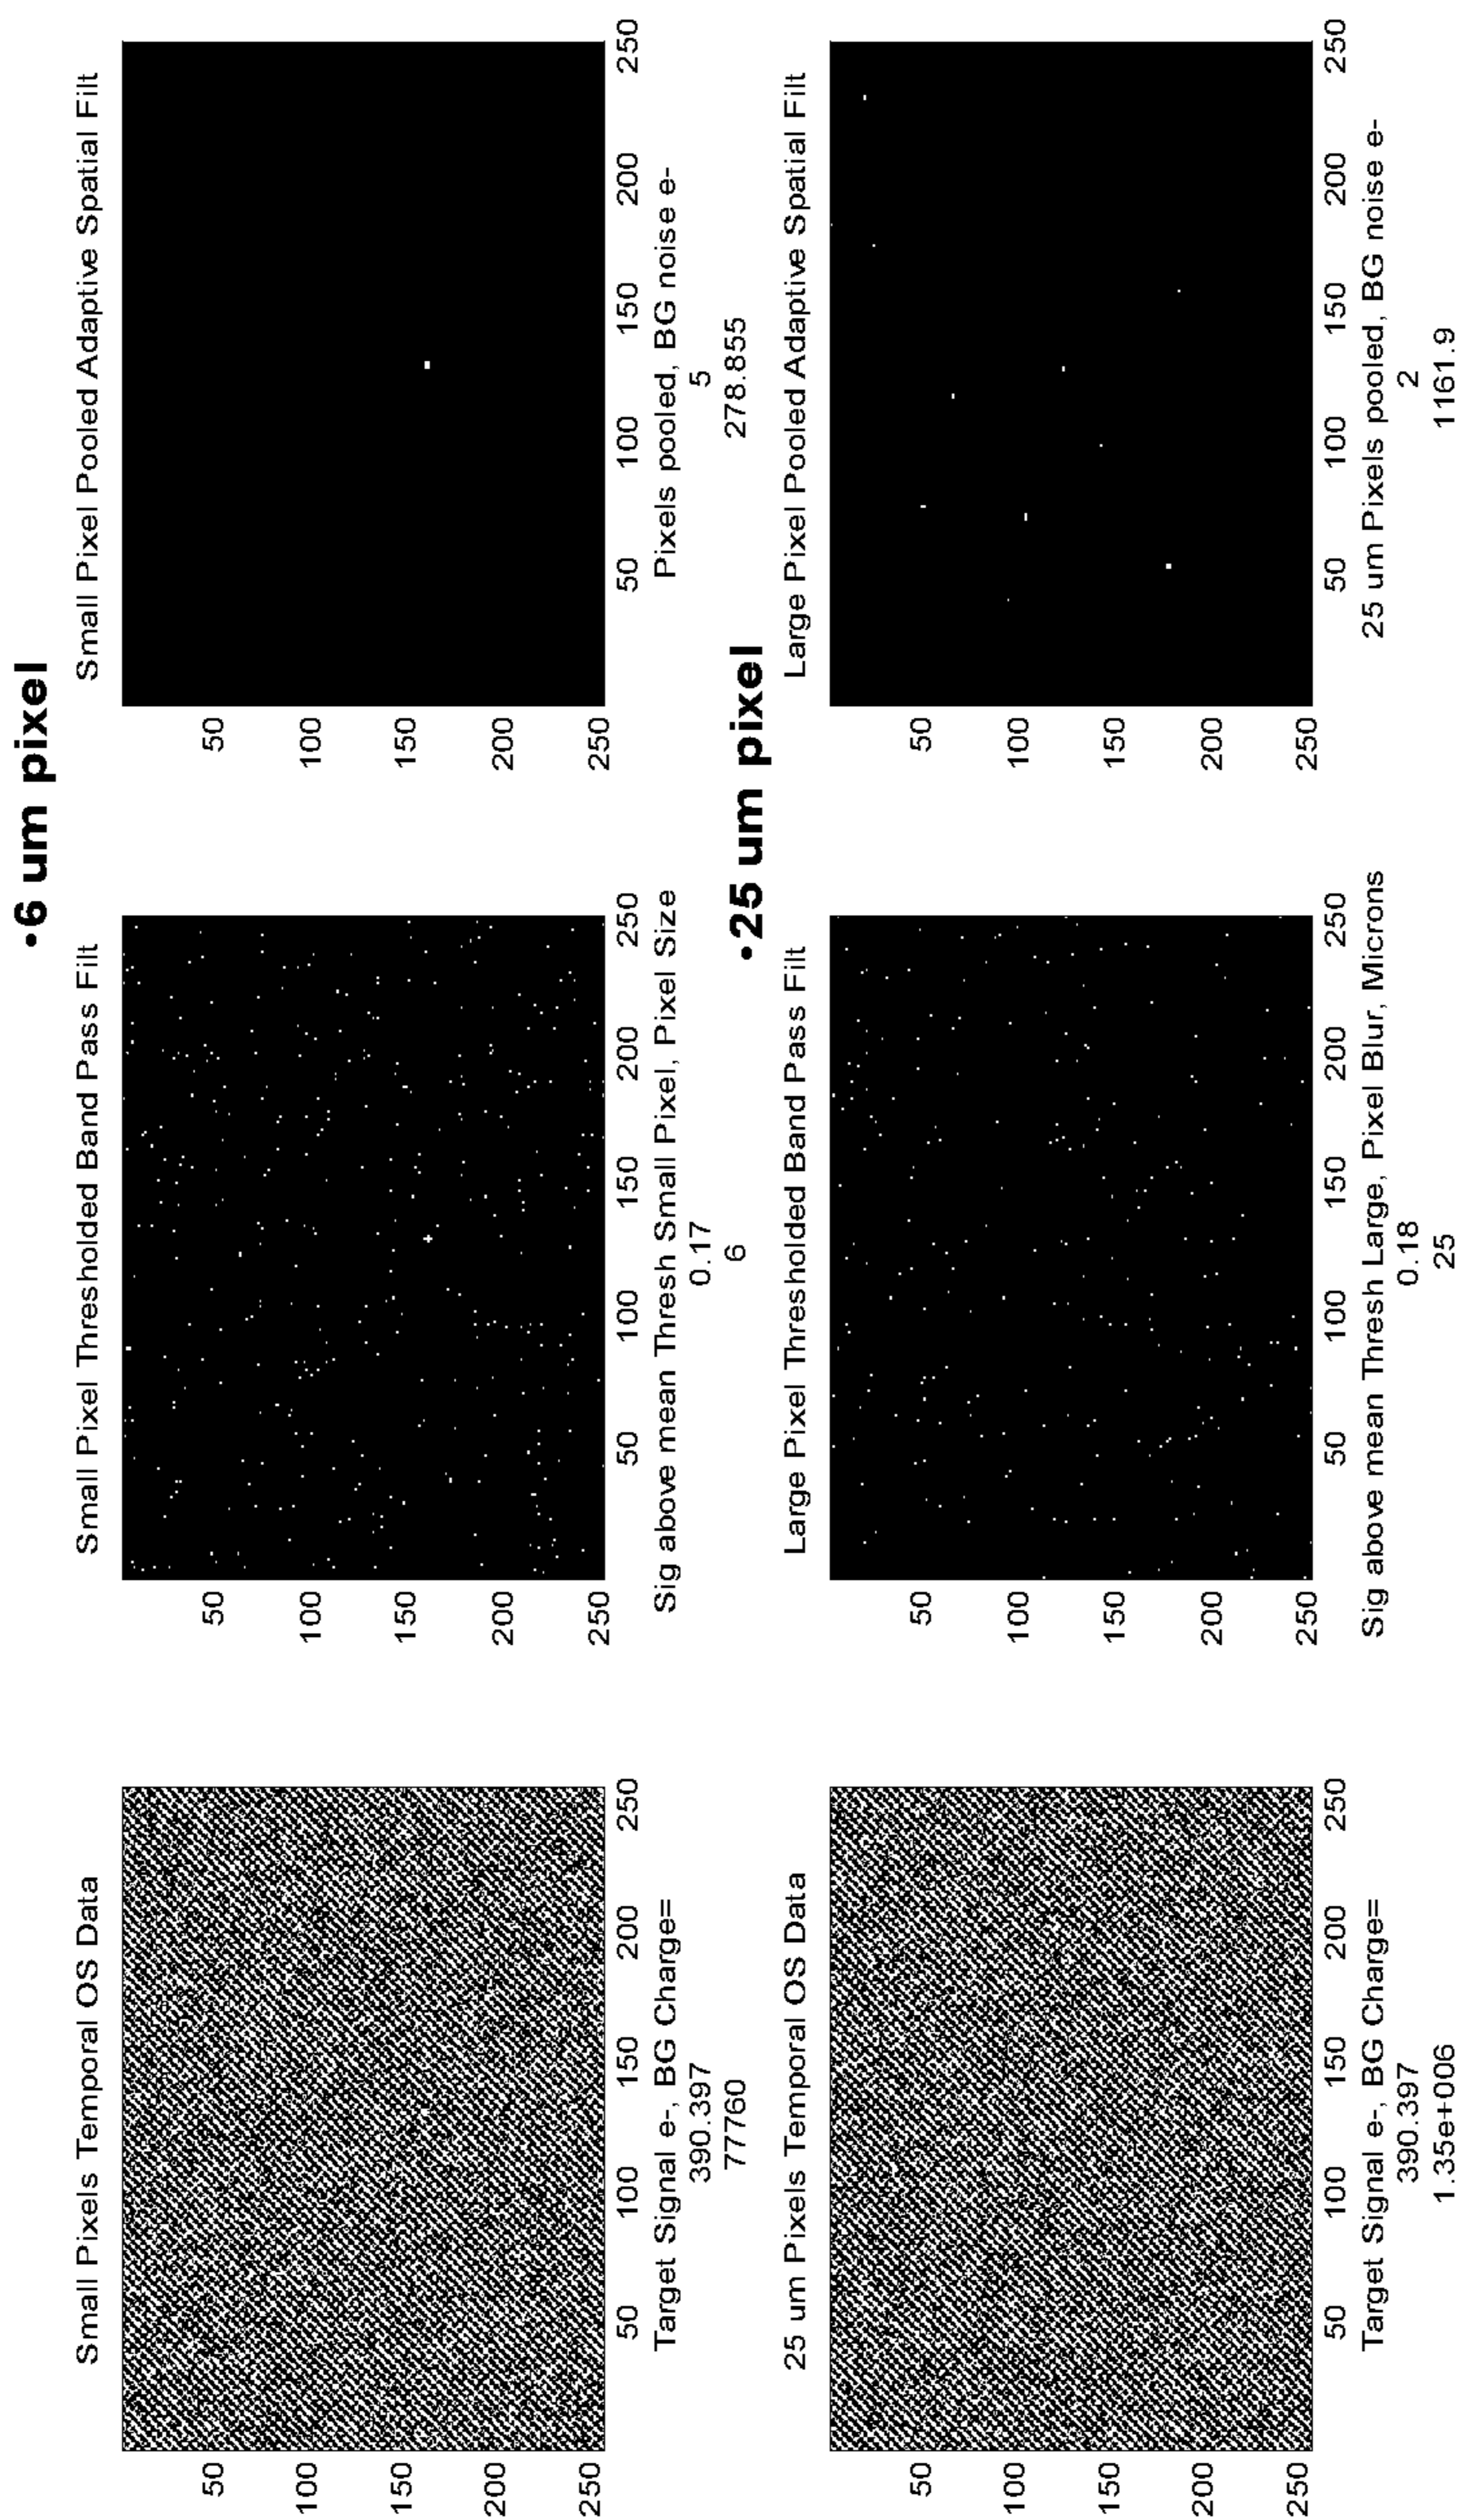 •6 um pixel
Small Pixels Temporal OS Data
50
100
150
200
250
50 100 150 200 250
Target Signal e-, BG Charge=
390.397
77760
Small Pixel Thresholded Band Pass Filt
50
100
150
200
250
50 100 150 200 250
Sig above mean Thresh Small Pixel, Pixel Size
0.17
6
Small Pixel Pooled Adaptive Spatial Filt
50
100
150
200
250
50 100 150 200 250
Pixels pooled, BG noise e-
5
278.855
•25 um pixel
25 um Pixels Temporal OS Data
50
100
150
200
250
50 100 150 200 250
Target Signal e-, BG Charge=
390.397
1.35e+006
Large Pixel Thresholded Band Pass Filt
50
100
150
200
250
50 100 150 200 250
Sig above mean Thresh Large, Pixel Blur, Microns
0.18
25
Large Pixel Pooled Adaptive Spatial Filt
50
100
150
200
250
50 100 150 200 250
25 um Pixels pooled, BG noise e-
2
1161.9